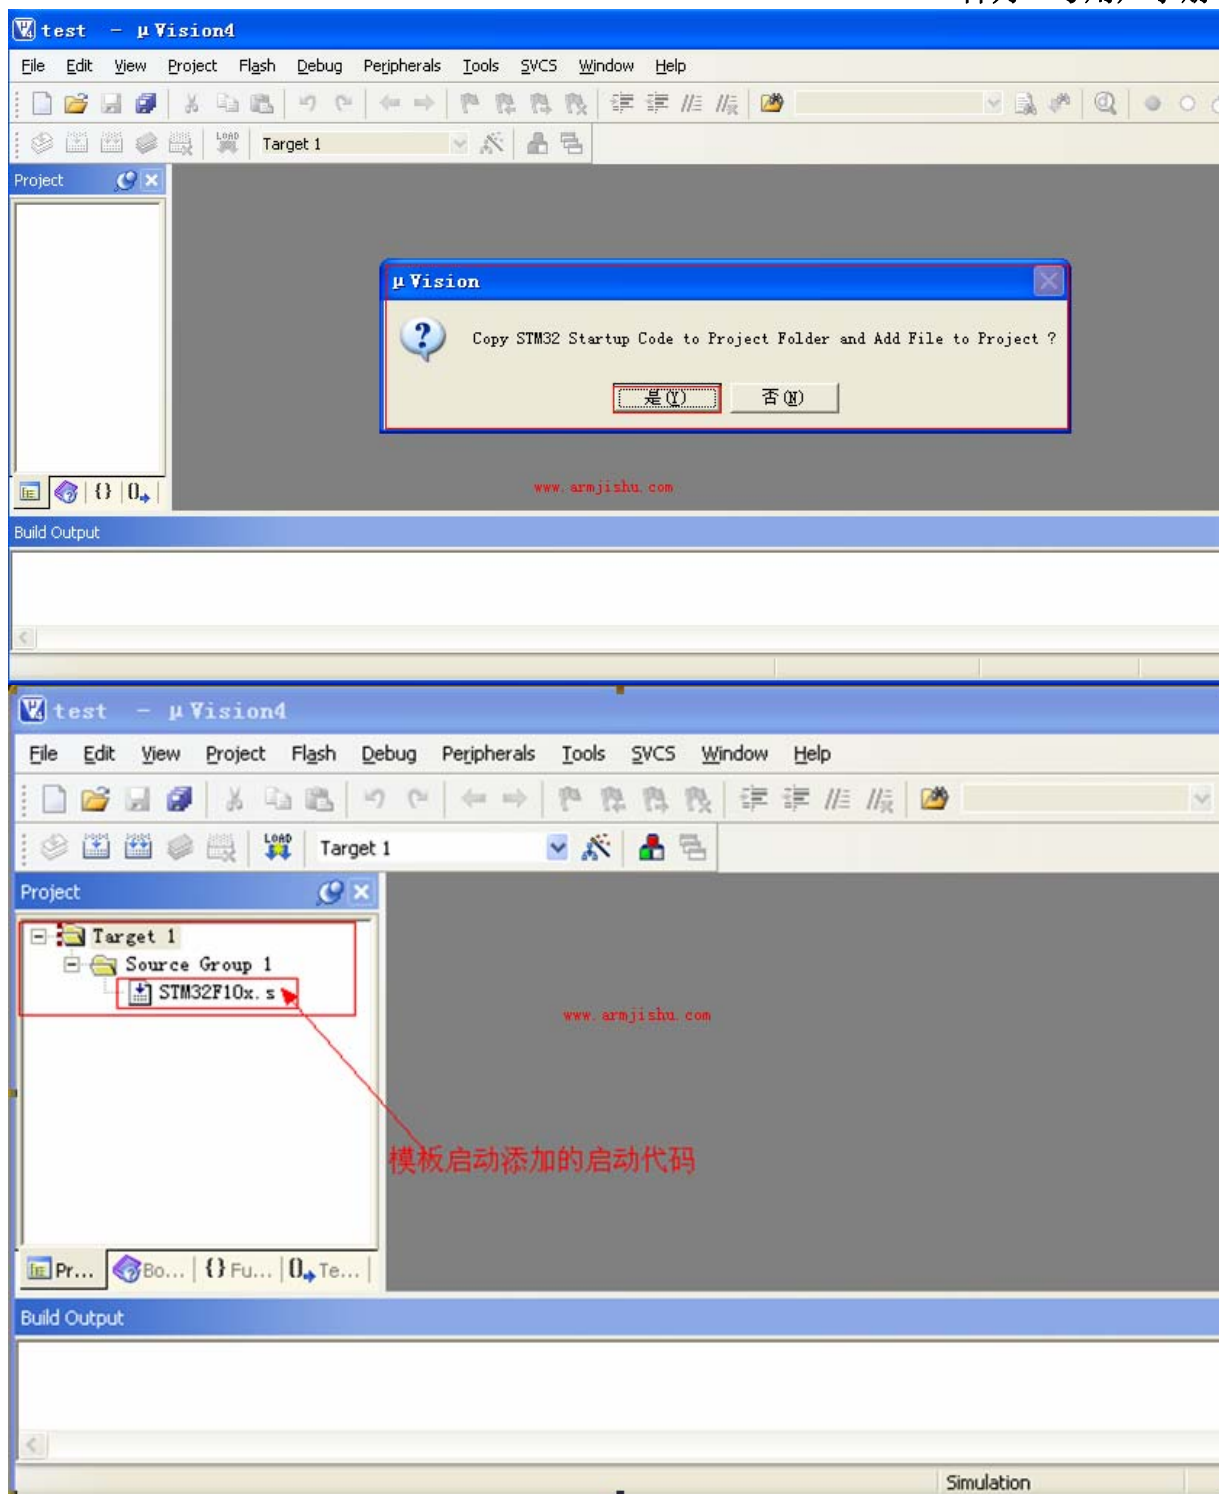 test - μVision4
File Edit View Project Flash Debug Peripherals Tools SVCS Window Help
LOAD Target 1
Project
μVision
Copy STM32 Startup Code to Project Folder and Add File to Project ?
是(Y) 否(N)
www.armjishu.com
Build Output
test - μVision4
File Edit View Project Flash Debug Peripherals Tools SVCS Window Help
LOAD Target 1
Project
Target 1
Source Group 1
STM32F10x.s
www.armjishu.com
模板启动添加的启动代码
Pr... Bo... {} Fu... 0 Te...
Build Output
Simulation